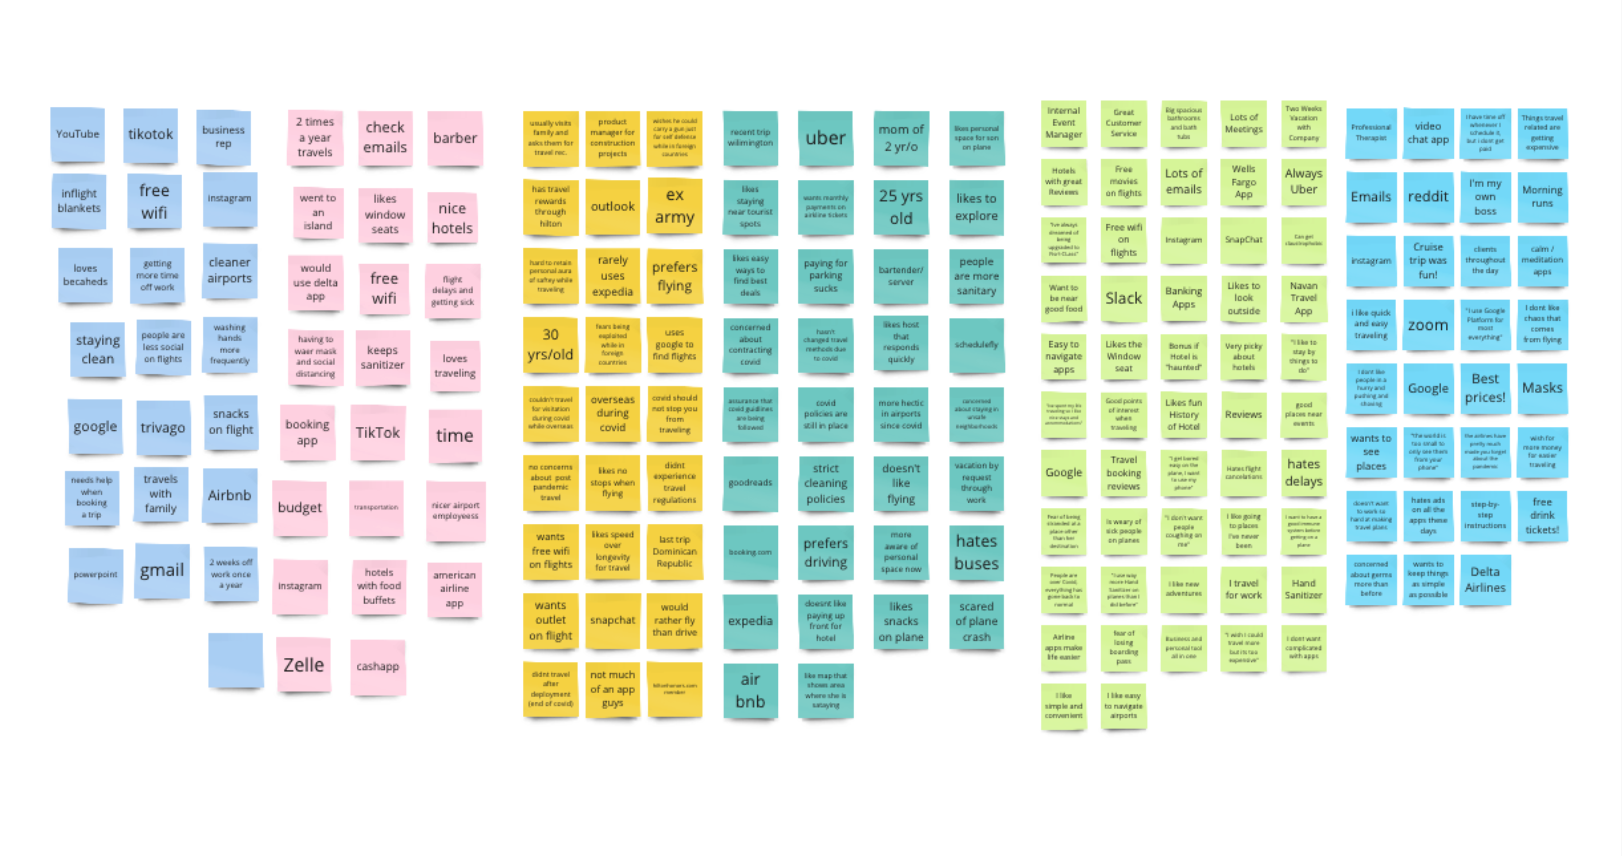 YouTube
tikotok
business
rep
inflight
blankets
free
wifi
instagram
loves
becaheds
getting
more time
off work
cleaner
airports
staying
clean
people are
less social
on flights
washing
hands
more
frequently
google
trivago
snacks
on flight
needs help
when
booking
a trip
travels
with
family
Airbnb
powerpoint
gmail
2 weeks off
work once
a year
2 times
a year
travels
check
emails
barber
went to
an
island
likes
window
seats
nice
hotels
would
use delta
app
free
wifi
flight
delays and
getting sick
having to
waer mask
and social
distancing
keeps
sanitizer
loves
traveling
booking
app
TikTok
time
budget
transportation
nicer airport
employeess
instagram
hotels
with food
buffets
american
airline
app
Zelle
cashapp
usually visits
family and
asks them for
travel rec.
product
manager for
construction
projects
wishes he could
carry a gun just
for self defense
while in foreign
countries
has travel
rewards
through
hilton
outlook
ex
army
hard to retain
personal aura
of saftey while
traveling
rarely
uses
expedia
prefers
flying
30
yrs/old
fears being
explained
while in
foreign
countries
uses
google to
find flights
couldn't travel
for visitation
during covid
while overseas
overseas
during
covid
covid should
not stop you
from
traveling
no concerns
about post
pandemic
travel
likes no
stops when
flying
didnt
experience
travel
regulations
wants
free wifi
on flights
likes speed
over
longevity
for travel
last trip
Dominican
Republic
wants
outlet
on flight
snapchat
would
rather fly
than drive
didnt travel
after
deployment
(end of covid)
not much
of an app
guys
hiltonhonors.com
member
recent trip
wilimington
uber
mom of
2 yr/o
likes personal
space for son
on plane
likes
staying
near tourist
spots
wants monthly
payments on
airkline tickets
25 yrs
old
likes to
explore
likes easy
ways to
find best
deals
paying for
parking
sucks
bartender/
server
people
are more
sanitary
concerned
about
contracting
covid
hasn't
changed travel
methods due
to covid
likes host
that
responds
quickly
schedulefly
assurance that
covid guidlines
are being
followed
covid
policies are
still in place
more hectic
in airports
since covid
concerned
about staying in
unsafe
neighborhoods
goodreads
strict
cleaning
policies
doesn't
like
flying
vacation by
request
through
work
booking.com
prefers
driving
more
aware of
personal
space now
hates
buses
expedia
doesnt like
paying up
front for
hotel
likes
snacks
on plane
scared
of plane
crash
air
bnb
like map that
shows area
where she is
sataying
Internal
Event
Manager
Great
Customer
Service
Big spacious
bathrooms
and bath
tubs
Lots of
Meetings
Two Weeks
Vacation
with
Company
Hotels
with great
Reviews
Free
movies
on flights
Lots of
emails
Wells
Fargo
App
Always
Uber
"I've always
dreamed of
being
upgraded to
First Class"
Free wifi
on
flights
Instagram
SnapChat
Can get
claustrophobic
Want to
be near
good food
Slack
Banking
Apps
Likes to
look
outside
Navan
Travel
App
Easy to
navigate
apps
Likes the
Window
seat
Bonus if
Hotel is
"haunted"
Very picky
about
hotels
"I like to
stay by
things to
do"
Good points
of interest
when
traveling
Likes fun
History
of Hotel
Reviews
good
places near
events
Google
Travel
booking
reviews
"I get bored
easy on the
plane, I want
to use my
phone"
Hates flight
cancelations
hates
delays
Fear of being
stranded at a
place other
than her
destination
Is weary of
sick people
on planes
"I don't want
people
coughing on
me"
I like going
to places
I've never
been
I want to have a
good immune
system before
getting on a
plane
People are
over Covid,
everything has
gone back to
normal
"I use way
more Hand
Sanitizer on
planes than I
did before"
I like new
adventures
I travel
for work
Hand
Sanitizer
Airline
apps make
life easier
fear of
losing
boarding
pass
Business and
personal tool
all in one
"I wish I could
travel more
but its too
expensive"
I dont want
complicated
with apps
I like
simple and
convenient
I like easy
to navigate
airports
Professional
Therapist
video
chat app
I have time off
whenever I
schedule it,
but I dont get
paid
Things travel
related are
getting
expensive
Emails
reddit
I'm my
own
boss
Morning
runs
instagram
Cruise
trip was
fun!
clients
throughout
the day
calm /
meditation
apps
i like quick
and easy
traveling
zoom
"I use Google
Platform for
most
everything"
I dont like
chaos that
comes
from flying
I dont like
people in a
hurry and
pushing and
shoving
Google
Best
prices!
Masks
wants to
see
places
"the world is
too small to
only see them
from your
phone"
the airlines have
pretty much
made you forget
about the
pandemic
wish for
more money
for easier
traveling
doesn't want
to work to
hard at making
travel plans
hates ads
on all the
apps these
days
step-by-
step
instructions
free
drink
tickets!
concerned
about germs
more than
before
wants to
keep things
as simple
as possible
Delta
Airlines